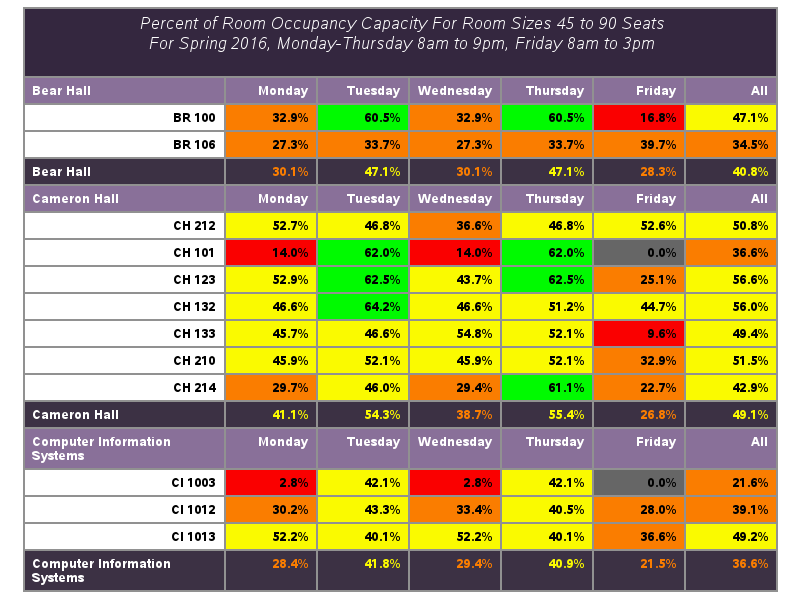 Percent of Room Occupancy Capacity For Room Sizes 45 to 90 Seats
For Spring 2016, Monday-Thursday 8am to 9pm, Friday 8am to 3pm
Bear Hall Monday Tuesday Wednesday Thursday Friday All
BR 100 32.9% 60.5% 32.9% 60.5% 16.8% 47.1%
BR 106 27.3% 33.7% 27.3% 33.7% 39.7% 34.5%
Bear Hall 30.1% 47.1% 30.1% 47.1% 28.3% 40.8%
Cameron Hall Monday Tuesday Wednesday Thursday Friday All
CH 212 52.7% 46.8% 36.6% 46.8% 52.6% 50.8%
CH 101 14.0% 62.0% 14.0% 62.0% 0.0% 36.6%
CH 123 52.9% 62.5% 43.7% 62.5% 25.1% 56.6%
CH 132 46.6% 64.2% 46.6% 51.2% 44.7% 56.0%
CH 133 45.7% 46.6% 54.8% 52.1% 9.6% 49.4%
CH 210 45.9% 52.1% 45.9% 52.1% 32.9% 51.5%
CH 214 29.7% 46.0% 29.4% 61.1% 22.7% 42.9%
Cameron Hall 41.1% 54.3% 38.7% 55.4% 26.8% 49.1%
Computer Information Monday Tuesday Wednesday Thursday Friday All
Systems
CI 1003 2.8% 42.1% 2.8% 42.1% 0.0% 21.6%
CI 1012 30.2% 43.3% 33.4% 40.5% 28.0% 39.1%
CI 1013 52.2% 40.1% 52.2% 40.1% 36.6% 49.2%
Computer Information 28.4% 41.8% 29.4% 40.9% 21.5% 36.6%
Systems